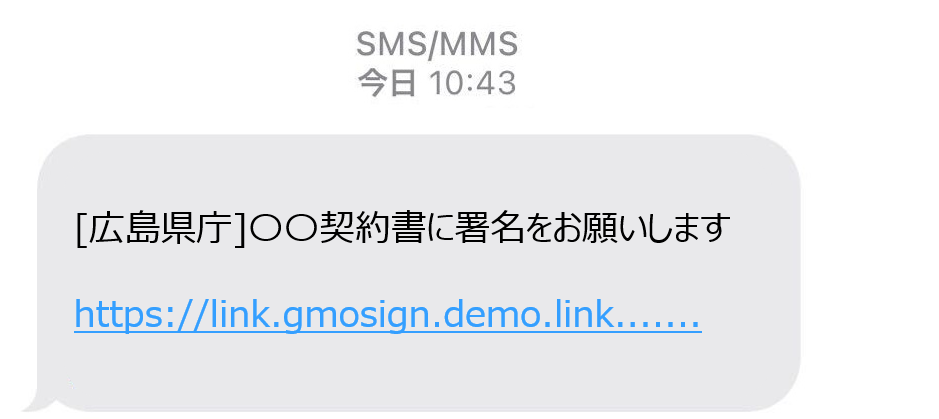 SMS/MMS
今日 10:43
[広島県庁]〇〇契約書に署名をお願いします
https://link.gmosign.demo.link.......